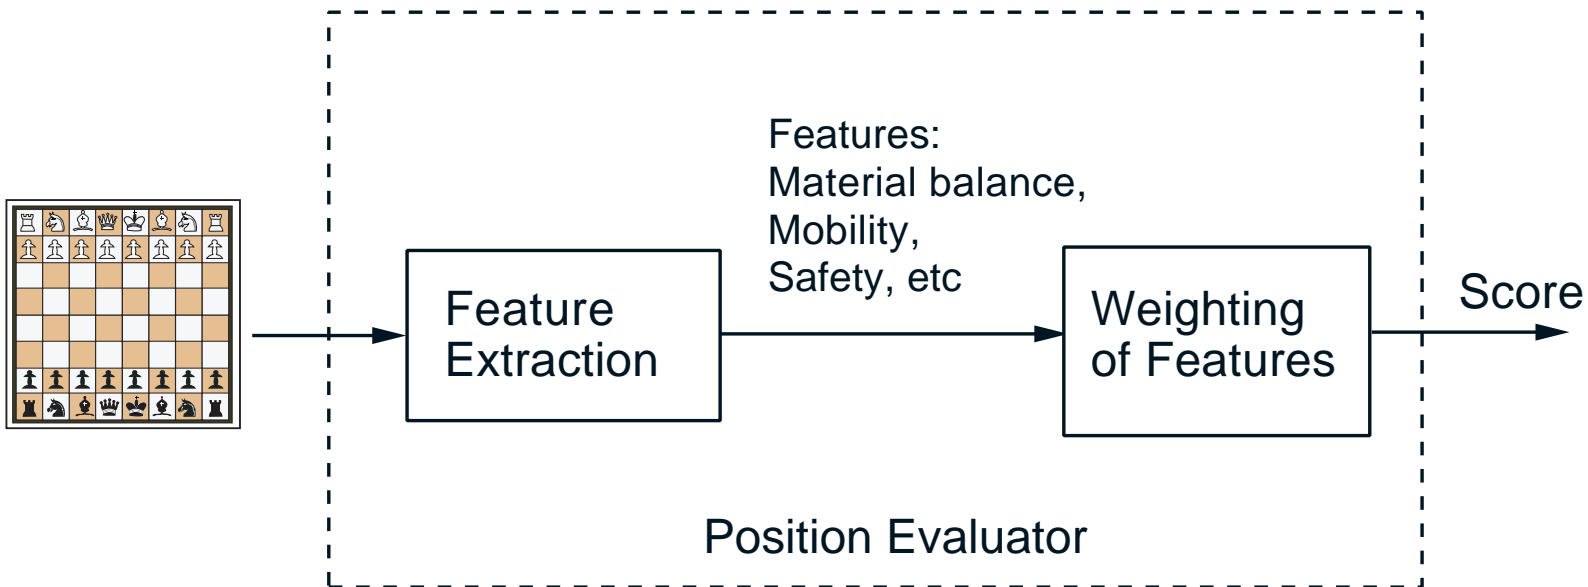 Features:
Material balance,
Mobility,
Safety, etc
Feature
Extraction
Weighting
of Features
Score
Position Evaluator